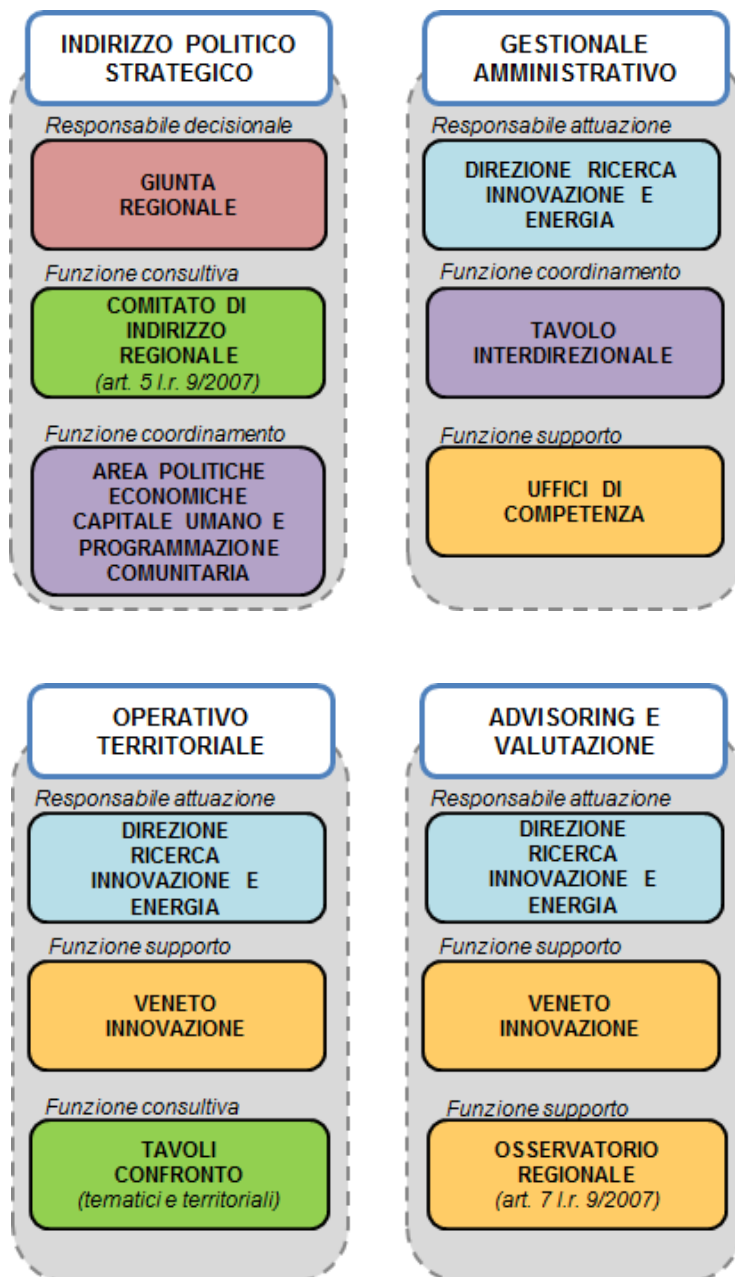 INDIRIZZO POLITICO
STRATEGICO
Responsabile decisionale
GIUNTA
REGIONALE
Funzione consultiva
COMITATO DI
INDIRIZZO
REGIONALE
(art. 5 l.r. 9/2007)
Funzione coordinamento
AREA POLITICHE
ECONOMICHE
CAPITALE UMANO E
PROGRAMMAZIONE
COMUNITARIA
GESTIONALE
AMMINISTRATIVO
Responsabile attuazione
DIREZIONE RICERCA
INNOVAZIONE E
ENERGIA
Funzione coordinamento
TAVOLO
INTERDIREZIONALE
Funzione supporto
UFFICI DI
COMPETENZA
OPERATIVO
TERRITORIALE
Responsabile attuazione
DIREZIONE
RICERCA
INNOVAZIONE E
ENERGIA
Funzione supporto
VENETO
INNOVAZIONE
Funzione consultiva
TAVOLI
CONFRONTO
(tematici e territoriali)
ADVISORING E
VALUTAZIONE
Responsabile attuazione
DIREZIONE
RICERCA
INNOVAZIONE E
ENERGIA
Funzione supporto
VENETO
INNOVAZIONE
Funzione supporto
OSSERVATORIO
REGIONALE
(art. 7 l.r. 9/2007)